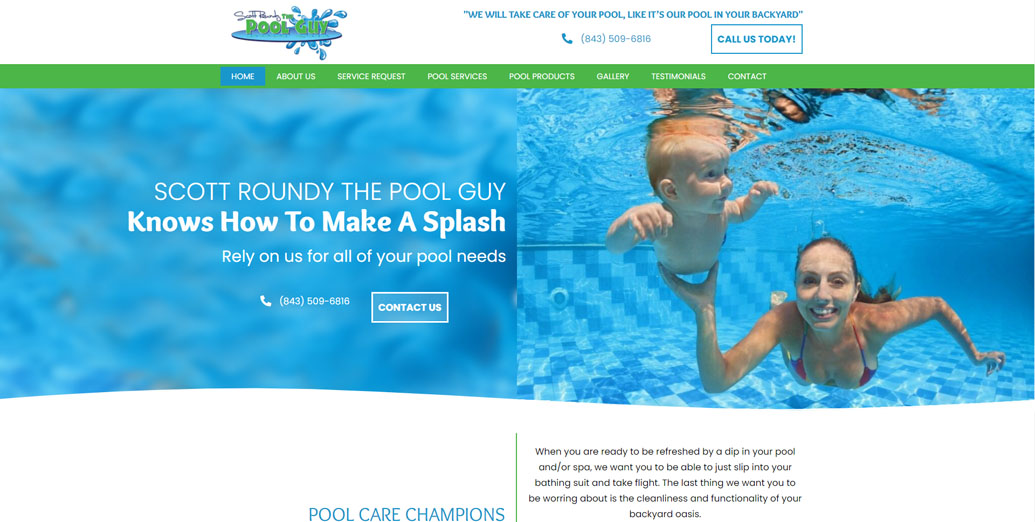 Scott Roundy THE
POOL GUY
"WE WILL TAKE CARE OF YOUR POOL, LIKE IT'S OUR POOL IN YOUR BACKYARD"
(843) 509-6816
CALL US TODAY!
HOME ABOUT US SERVICE REQUEST POOL SERVICES POOL PRODUCTS GALLERY TESTIMONIALS CONTACT
SCOTT ROUNDY THE POOL GUY
Knows How To Make A Splash
Rely on us for all of your pool needs
(843) 509-6816
CONTACT US
POOL CARE CHAMPIONS
When you are ready to be refreshed by a dip in your pool
and/or spa, we want you to be able to just slip into your
bathing suit and take flight. The last thing we want you to
be worring about is the cleanliness and functionality of your
backyard oasis.